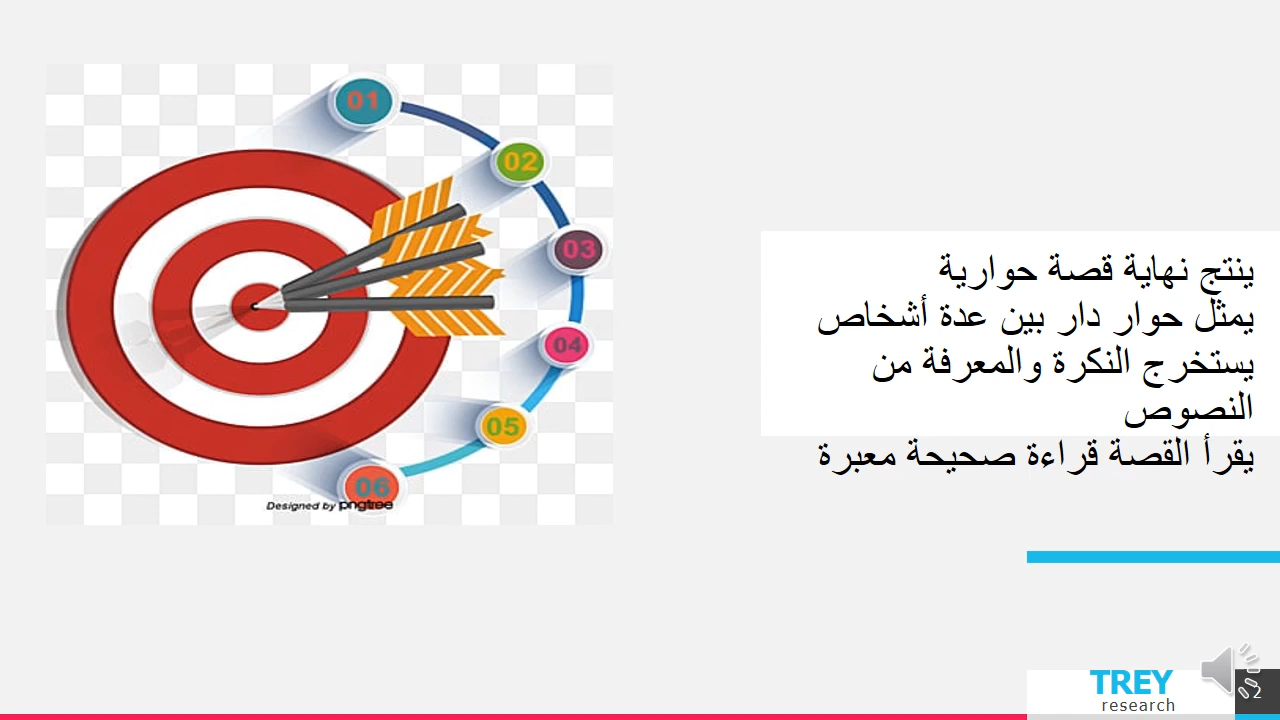 ينتج نهاية قصة حوارية
يمثل حوار دار بين عدة أشخاص
يستخرج النكرة والمعرفة من
النصوص
يقرأ القصة قراءة صحيحة معبرة
01
02
03
04
05
06
Designed by pngtree
TREY
research
2